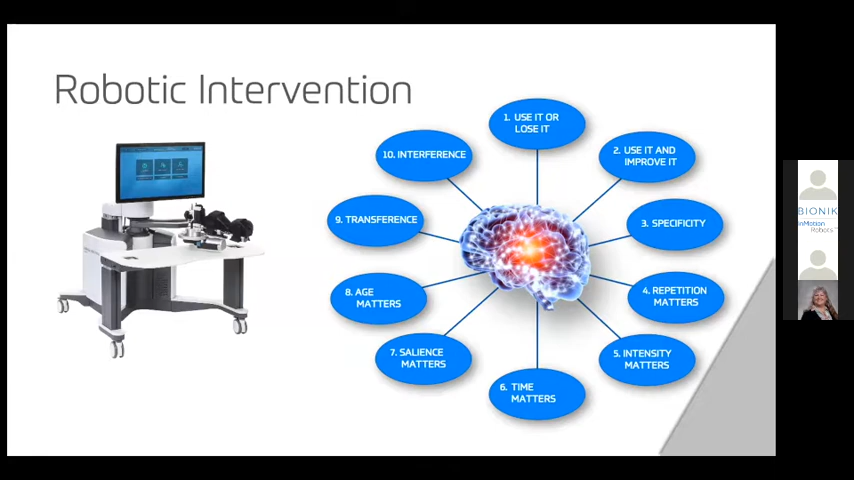 Robotic Intervention
1. USE IT OR
LOSE IT
2. USE IT AND
IMPROVE IT
3. SPECIFICITY
4. REPETITION
MATTERS
5. INTENSITY
MATTERS
6. TIME
MATTERS
7. SALIENCE
MATTERS
8. AGE
MATTERS
9. TRANSFERENCE
10. INTERFERENCE
BIONIK
InMotion
Robots™